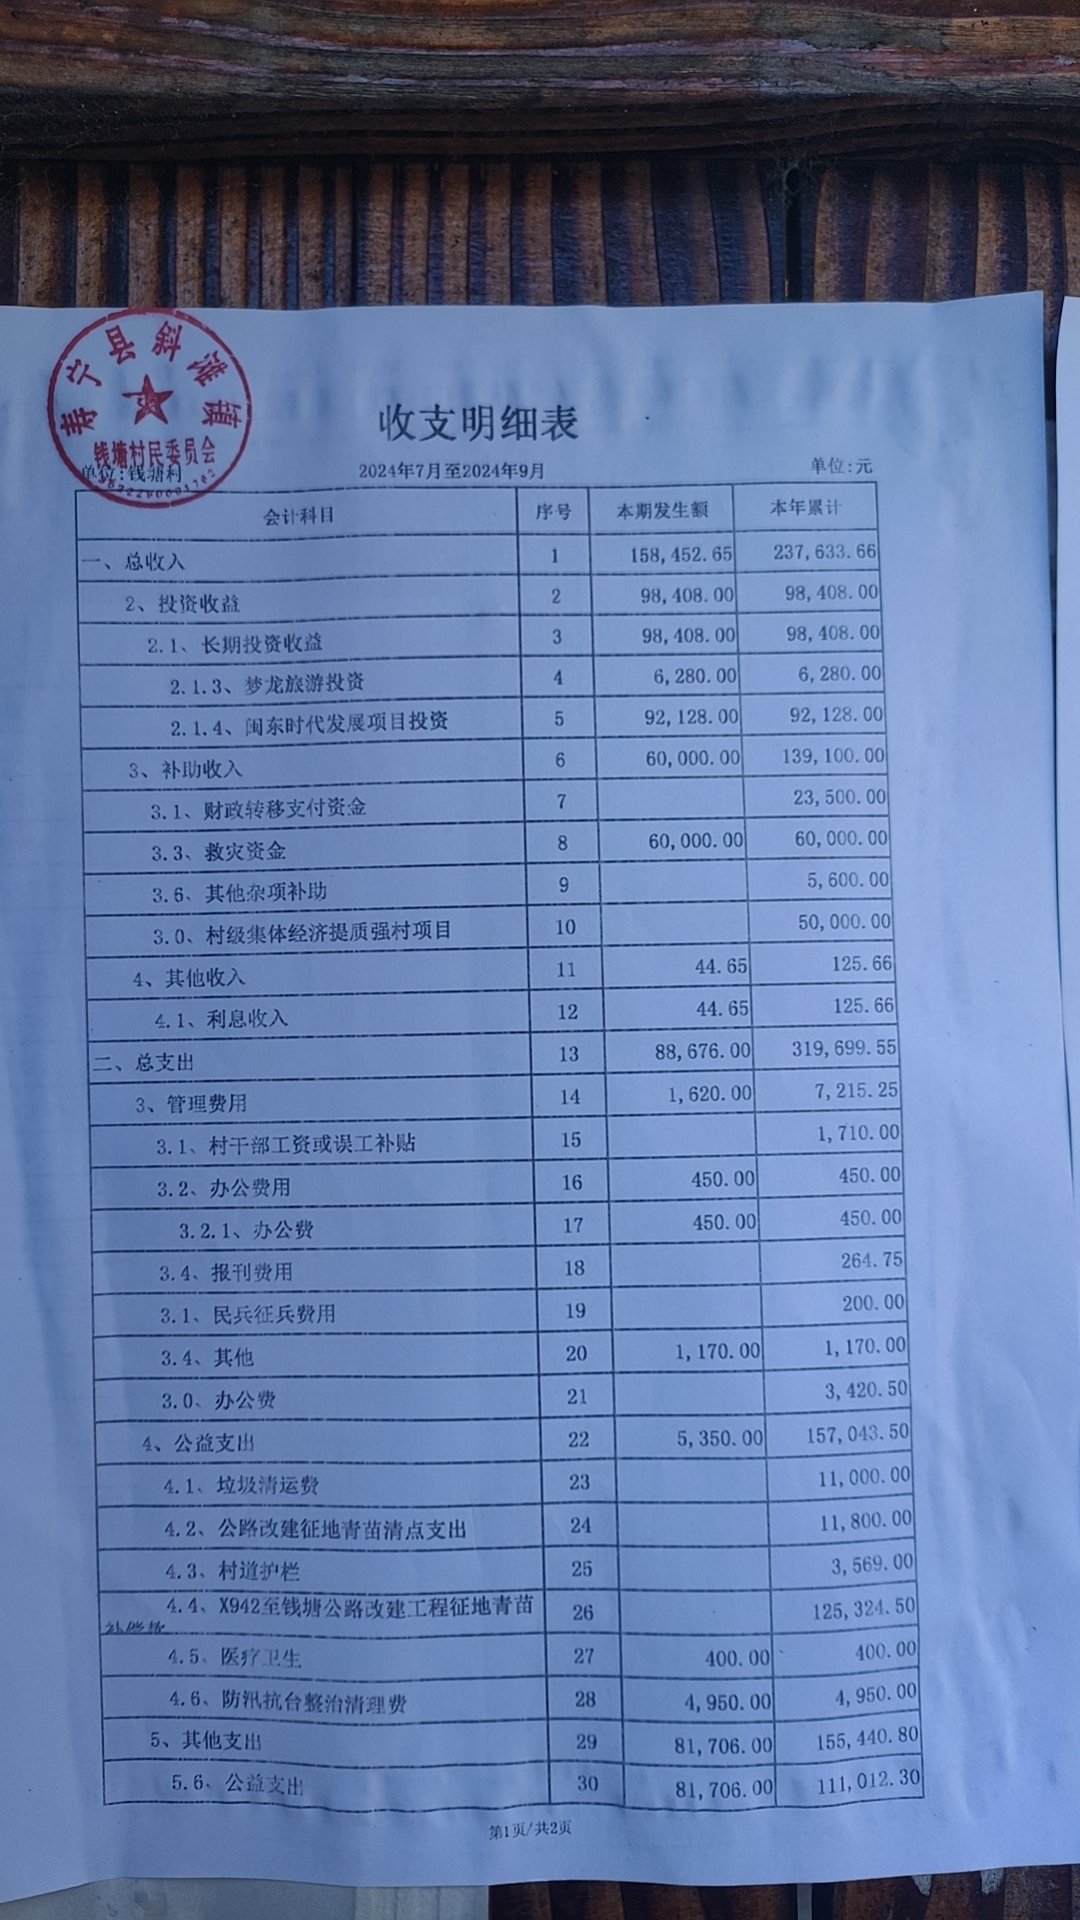 寿宁县斜滩镇
钱塘村民委员会
收支明细表
单位:钱塘村 2024年7月至2024年9月 单位:元
会计科目 序号 本期发生额 本年累计
一、总收入 1 158,452.65 237,633.66
2、投资收益 2 98,408.00 98,408.00
2.1、长期投资收益 3 98,408.00 98,408.00
2.1.3、梦龙旅游投资 4 6,280.00 6,280.00
2.1.4、闽东时代发展项目投资 5 92,128.00 92,128.00
3、补助收入 6 60,000.00 139,100.00
3.1、财政转移支付资金 7 23,500.00
3.3、救灾资金 8 60,000.00 60,000.00
3.6、其他杂项补助 9 5,600.00
3.0、村级集体经济提质强村项目 10 50,000.00
4、其他收入 11 44.65 125.66
4.1、利息收入 12 44.65 125.66
二、总支出 13 88,676.00 319,699.55
3、管理费用 14 1,620.00 7,215.25
3.1、村干部工资或误工补贴 15 1,710.00
3.2、办公费用 16 450.00 450.00
3.2.1、办公费 17 450.00 450.00
3.4、报刊费用 18 264.75
3.1、民兵征兵费用 19 200.00
3.4、其他 20 1,170.00 1,170.00
3.0、办公费 21 3,420.50
4、公益支出 22 5,350.00 157,043.50
4.1、垃圾清运费 23 11,000.00
4.2、公路改建征地青苗清点支出 24 11,800.00
4.3、村道护栏 25 3,569.00
4.4、X942至钱塘公路改建工程征地青苗 26 125,324.50
补偿款
4.5、医疗卫生 27 400.00 400.00
4.6、防汛抗台整治清理费 28 4,950.00 4,950.00
5、其他支出 29 81,706.00 155,440.80
5.6、公益支出 30 81,706.00 111,012.30
第1页/共2页